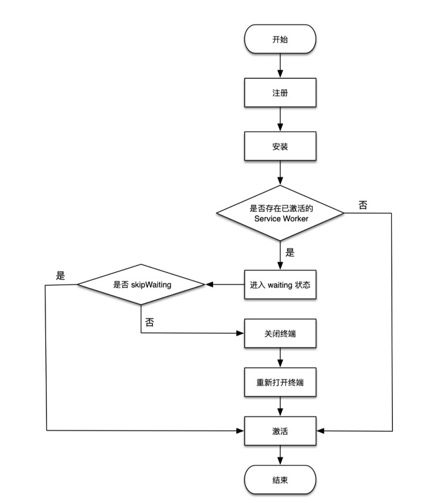 开始
注册
安装
是否存在已激活的
Service Worker
否
是
进入 waiting 状态
是否 skipWaiting
是
否
关闭终端
重新打开终端
激活
结束